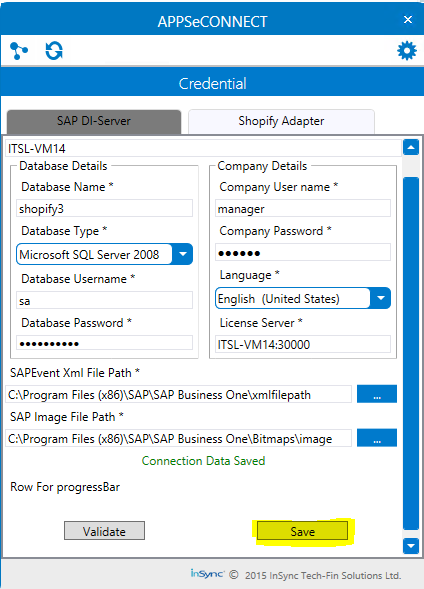 APPSeCONNECT
×
Credential
SAP DI-Server
Shopify Adapter
ITSL-VM14
Database Details
Database Name *
shopify3
Database Type *
Microsoft SQL Server 2008
Database Username *
sa
Database Password *
●●●●●●●●●●
Company Details
Company User name *
manager
Company Password *
●●●●●●
Language *
English (United States)
License Server *
ITSL-VM14:30000
SAPEvent Xml File Path *
C:\Program Files (x86)\SAP\SAP Business One\xmlfilepath
...
SAP Image File Path *
C:\Program Files (x86)\SAP\SAP Business One\Bitmaps\image
...
Connection Data Saved
Row For progressBar
Validate
Save
inSync © 2015 InSync Tech-Fin Solutions Ltd.